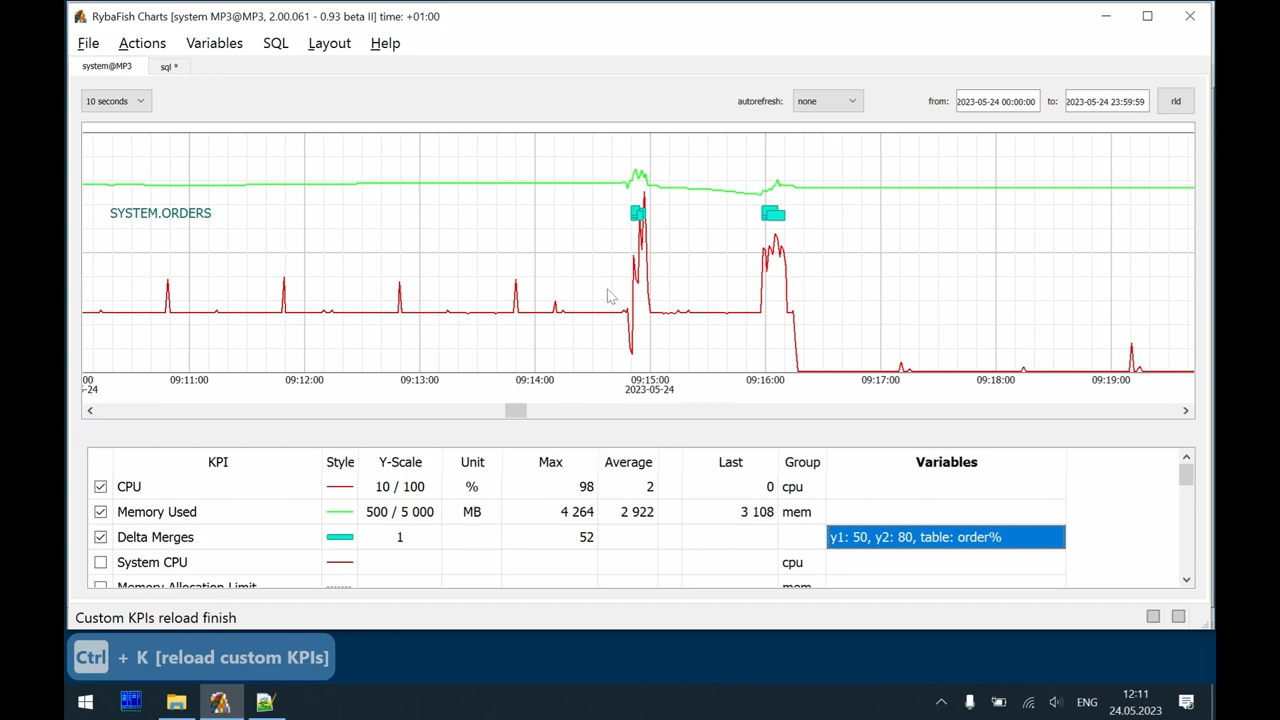 RybaFish Charts [system MP3@MP3, 2.00.061 - 0.93 beta II] time: +01:00
File Actions Variables SQL Layout Help
system@MP3 sql *
10 seconds autorefresh: none from: 2023-05-24 00:00:00 to: 2023-05-24 23:59:59 rld
SYSTEM.ORDERS
00 09:11:00 09:12:00 09:13:00 09:14:00 09:15:00 09:16:00 09:17:00 09:18:00 09:19:00
-24 2023-05-24
KPI Style Y-Scale Unit Max Average Last Group Variables
CPU 10 / 100 % 98 2 0 cpu
Memory Used 500 / 5 000 MB 4 264 2 922 3 108 mem
Delta Merges 1 52 y1: 50, y2: 80, table: order%
System CPU cpu
Memory Allocation Limit mem
Custom KPIs reload finish
Ctrl + K [reload custom KPIs]
ENG
12:11
24.05.2023